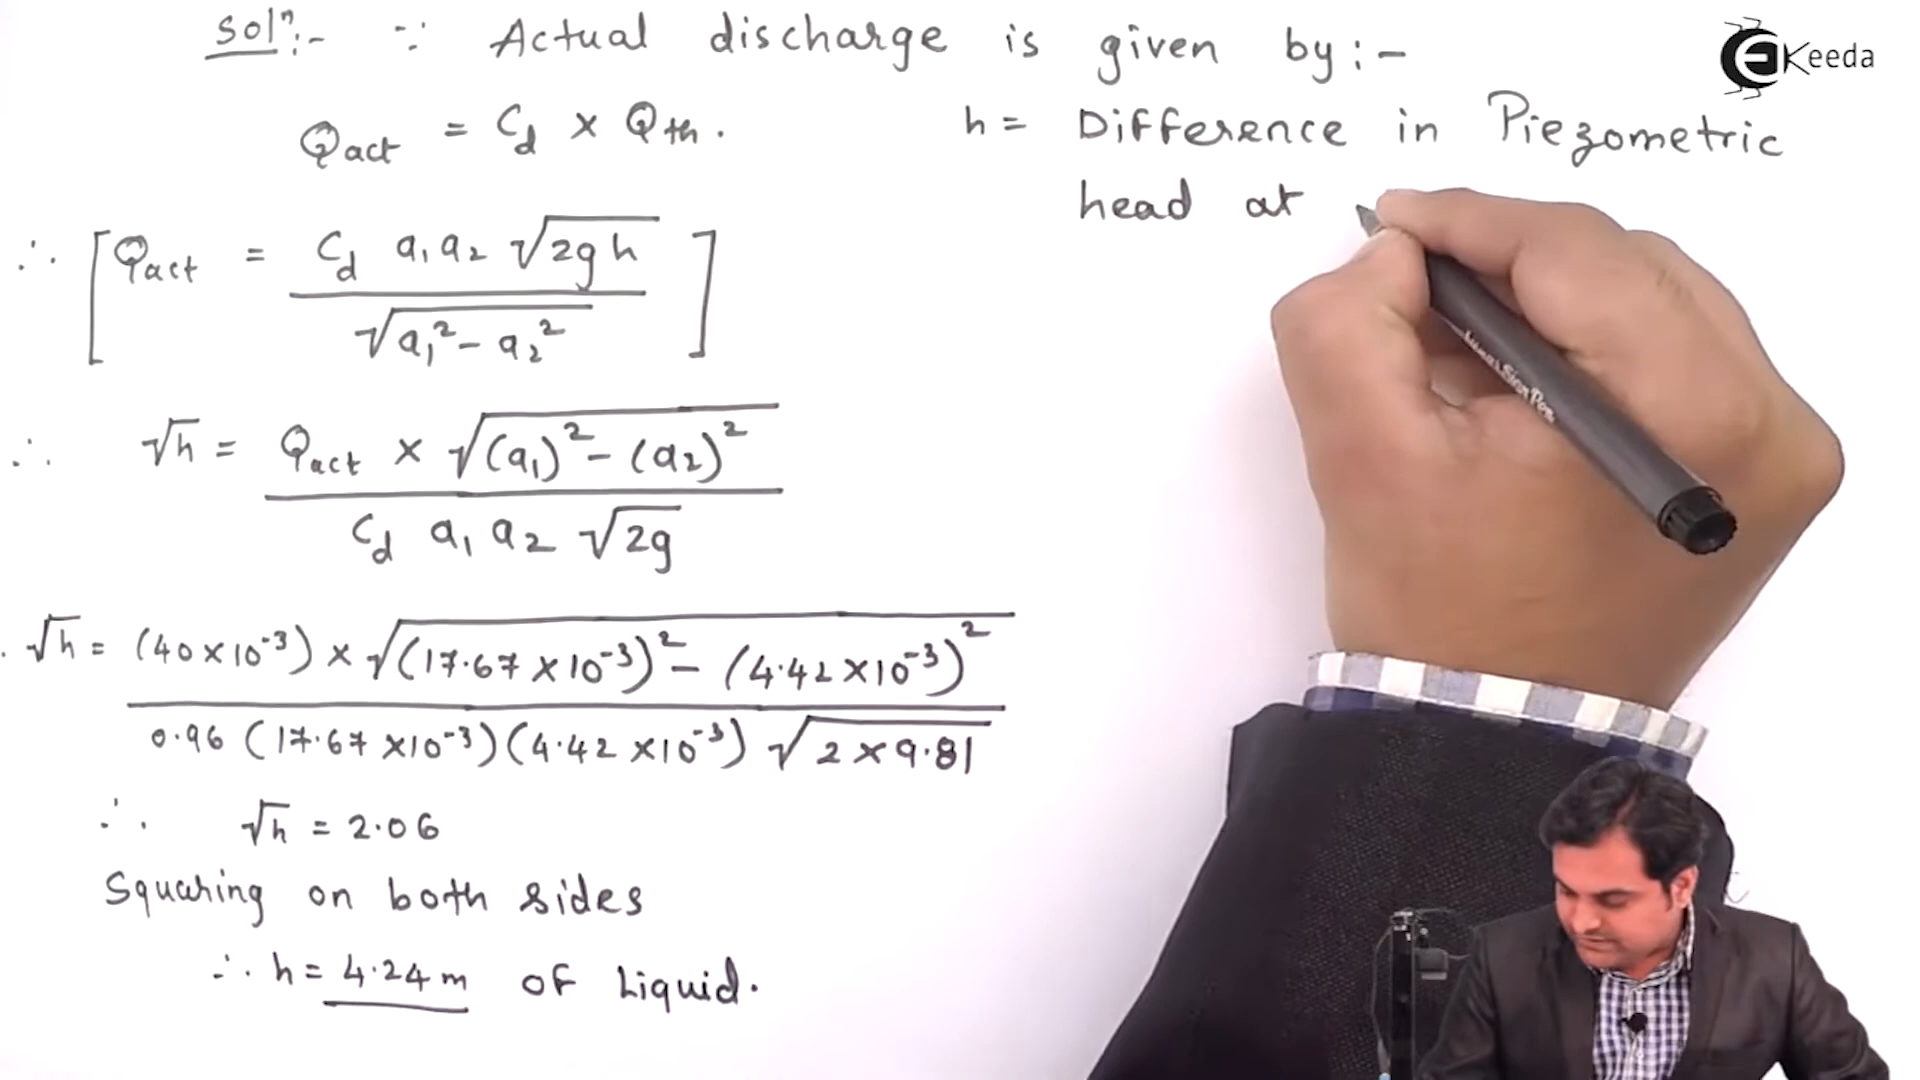 Solⁿ:- ∵ Actual discharge is given by:-
EKeeda
Qact = Cd × Qth.
h = Difference in Piezometric
head at
∴ [Qact = Cd a₁ a₂ √2gh / √a₁² - a₂²]
∴ √h = Qact × √(a₁)² - (a₂)² / Cd a₁ a₂ √2g
∴ √h = (40 × 10⁻³) × √(17.67 × 10⁻³)² - (4.42 × 10⁻³)² / 0.96 (17.67 × 10⁻³)(4.42 × 10⁻³) √2 × 9.81
∴ √h = 2.06
Squaring on both sides
∴ h = 4.24 m of Liquid.